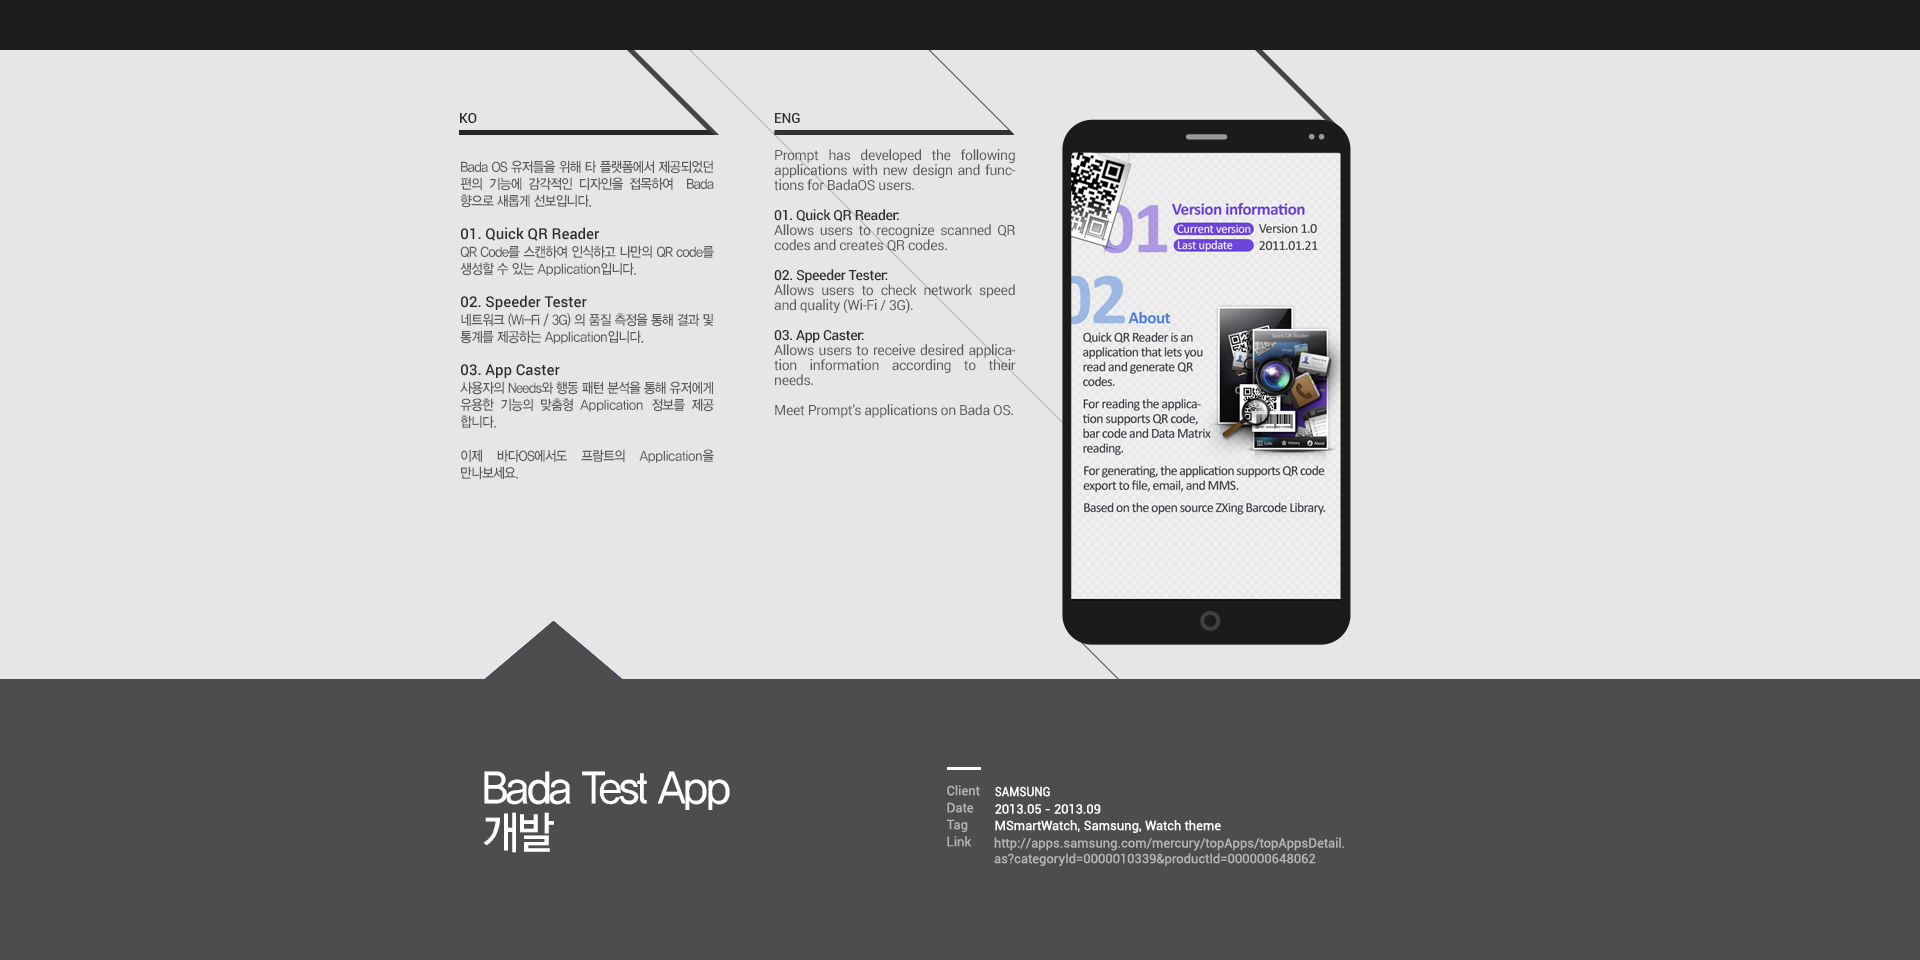 KO
Bada OS 유저들을 위해 타 플랫폼에서 제공되었던
편의 기능에 감각적인 디자인을 접목하여 Bada
향으로 새롭게 선보입니다.
01. Quick QR Reader
QR Code를 스캔하여 인식하고 나만의 QR code를
생성할 수 있는 Application입니다.
02. Speeder Tester
네트워크 (Wi-Fi / 3G) 의 품질 측정을 통해 결과 및
통계를 제공하는 Application입니다.
03. App Caster
사용자의 Needs와 행동 패턴 분석을 통해 유저에게
유용한 기능의 맞춤형 Application 정보를 제공
합니다.
이제 바다OS에서도 프람트의 Application을
만나보세요.
ENG
Prompt has developed the following
applications with new design and func-
tions for BadaOS users.
01. Quick QR Reader:
Allows users to recognize scanned QR
codes and creates QR codes.
02. Speeder Tester:
Allows users to check network speed
and quality (Wi-Fi / 3G).
03. App Caster:
Allows users to receive desired applica-
tion information according to their
needs.
Meet Prompt's applications on Bada OS.
01 Version information
Current version Version 1.0
Last update 2011.01.21
02 About
Quick QR Reader is an
application that lets you
read and generate QR
codes.
For reading the applica-
tion supports QR code,
bar code and Data Matrix
reading.
For generating, the application supports QR code
export to file, email, and MMS.
Based on the open source ZXing Barcode Library.
Quick QR Reader
History
About
Bada Test App
개발
Client SAMSUNG
Date 2013.05 - 2013.09
Tag MSmartWatch, Samsung, Watch theme
Link http://apps.samsung.com/mercury/topApps/topAppsDetail.
as?categoryId=0000010339&productId=000000648062